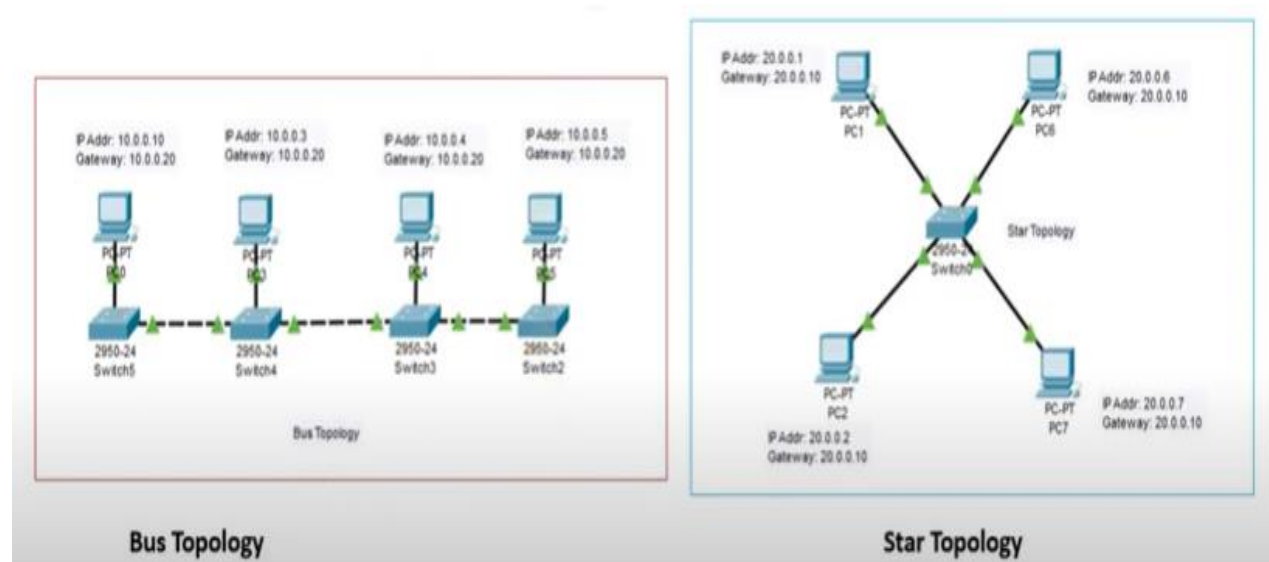 IP Addr: 10.0.0.10
Gateway: 10.0.0.20
IP Addr: 10.0.0.3
Gateway: 10.0.0.20
IP Addr: 10.0.0.4
Gateway: 10.0.0.20
IP Addr: 10.0.0.5
Gateway: 10.0.0.20
PC-PT
PC0
PC-PT
PC3
PC-PT
PC4
PC-PT
PC5
2950-24
Switch5
2950-24
Switch4
2950-24
Switch3
2950-24
Switch2
Bus Topology
Bus Topology
IP Addr: 20.0.0.1
Gateway: 20.0.0.10
PC-PT
PC1
IP Addr: 20.0.0.6
Gateway: 20.0.0.10
PC-PT
PC6
2950-24
Switch0
Star Topology
PC-PT
PC2
IP Addr: 20.0.0.2
Gateway: 20.0.0.10
PC-PT
PC7
IP Addr: 20.0.0.7
Gateway: 20.0.0.10
Star Topology